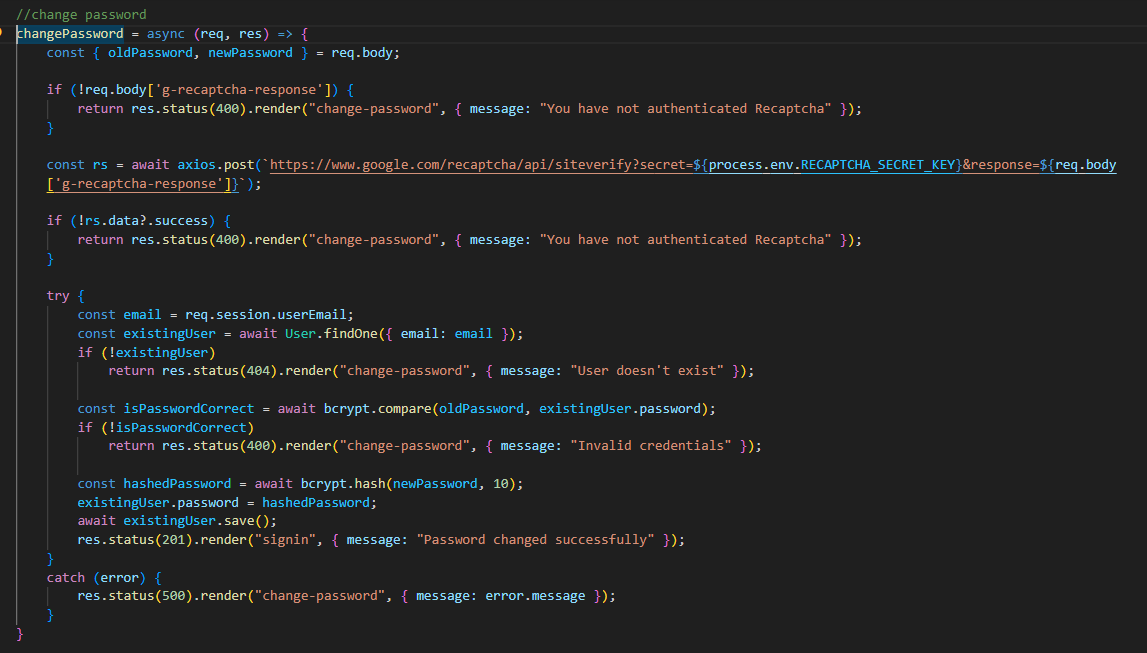 //change password
changePassword = async (req, res) => {
const { oldPassword, newPassword } = req.body;
if (!req.body['g-recaptcha-response']) {
return res.status(400).render("change-password", { message: "You have not authenticated Recaptcha" });
}
const rs = await axios.post(`https://www.google.com/recaptcha/api/siteverify?secret=${process.env.RECAPTCHA_SECRET_KEY}&response=${req.body
['g-recaptcha-response']}`);
if (!rs.data?.success) {
return res.status(400).render("change-password", { message: "You have not authenticated Recaptcha" });
}
try {
const email = req.session.userEmail;
const existingUser = await User.findOne({ email: email });
if (!existingUser)
return res.status(404).render("change-password", { message: "User doesn't exist" });
const isPasswordCorrect = await bcrypt.compare(oldPassword, existingUser.password);
if (!isPasswordCorrect)
return res.status(400).render("change-password", { message: "Invalid credentials" });
const hashedPassword = await bcrypt.hash(newPassword, 10);
existingUser.password = hashedPassword;
await existingUser.save();
res.status(201).render("signin", { message: "Password changed successfully" });
}
catch (error) {
res.status(500).render("change-password", { message: error.message });
}
}